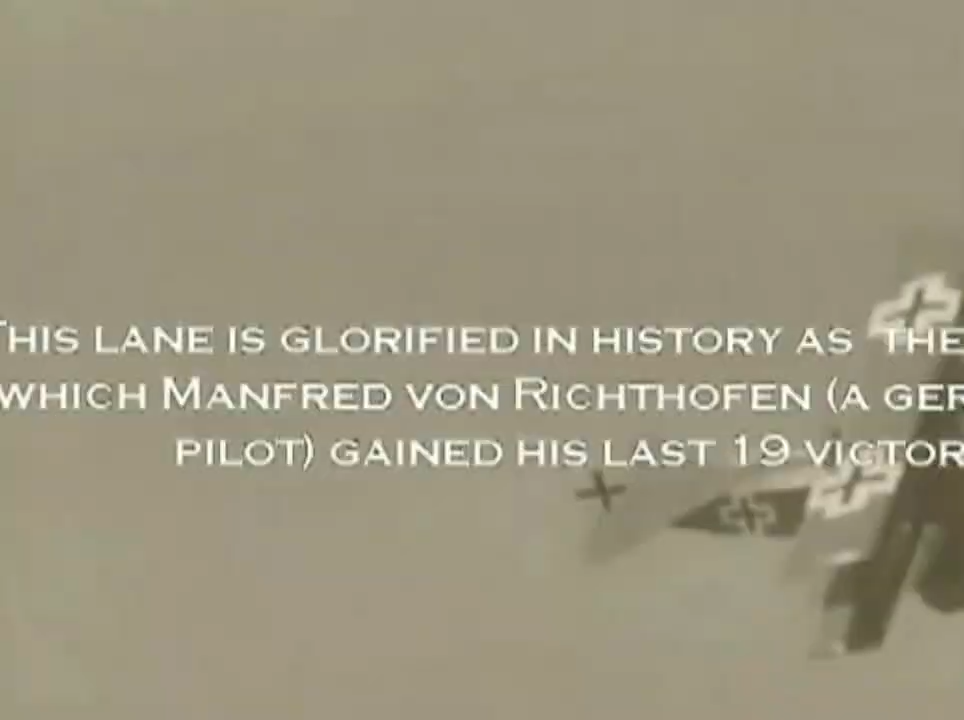 THIS LANE IS GLORIFIED IN HISTORY AS THE
WHICH MANFRED VON RICHTHOFEN (A GER
PILOT) GAINED HIS LAST 19 VICTOR